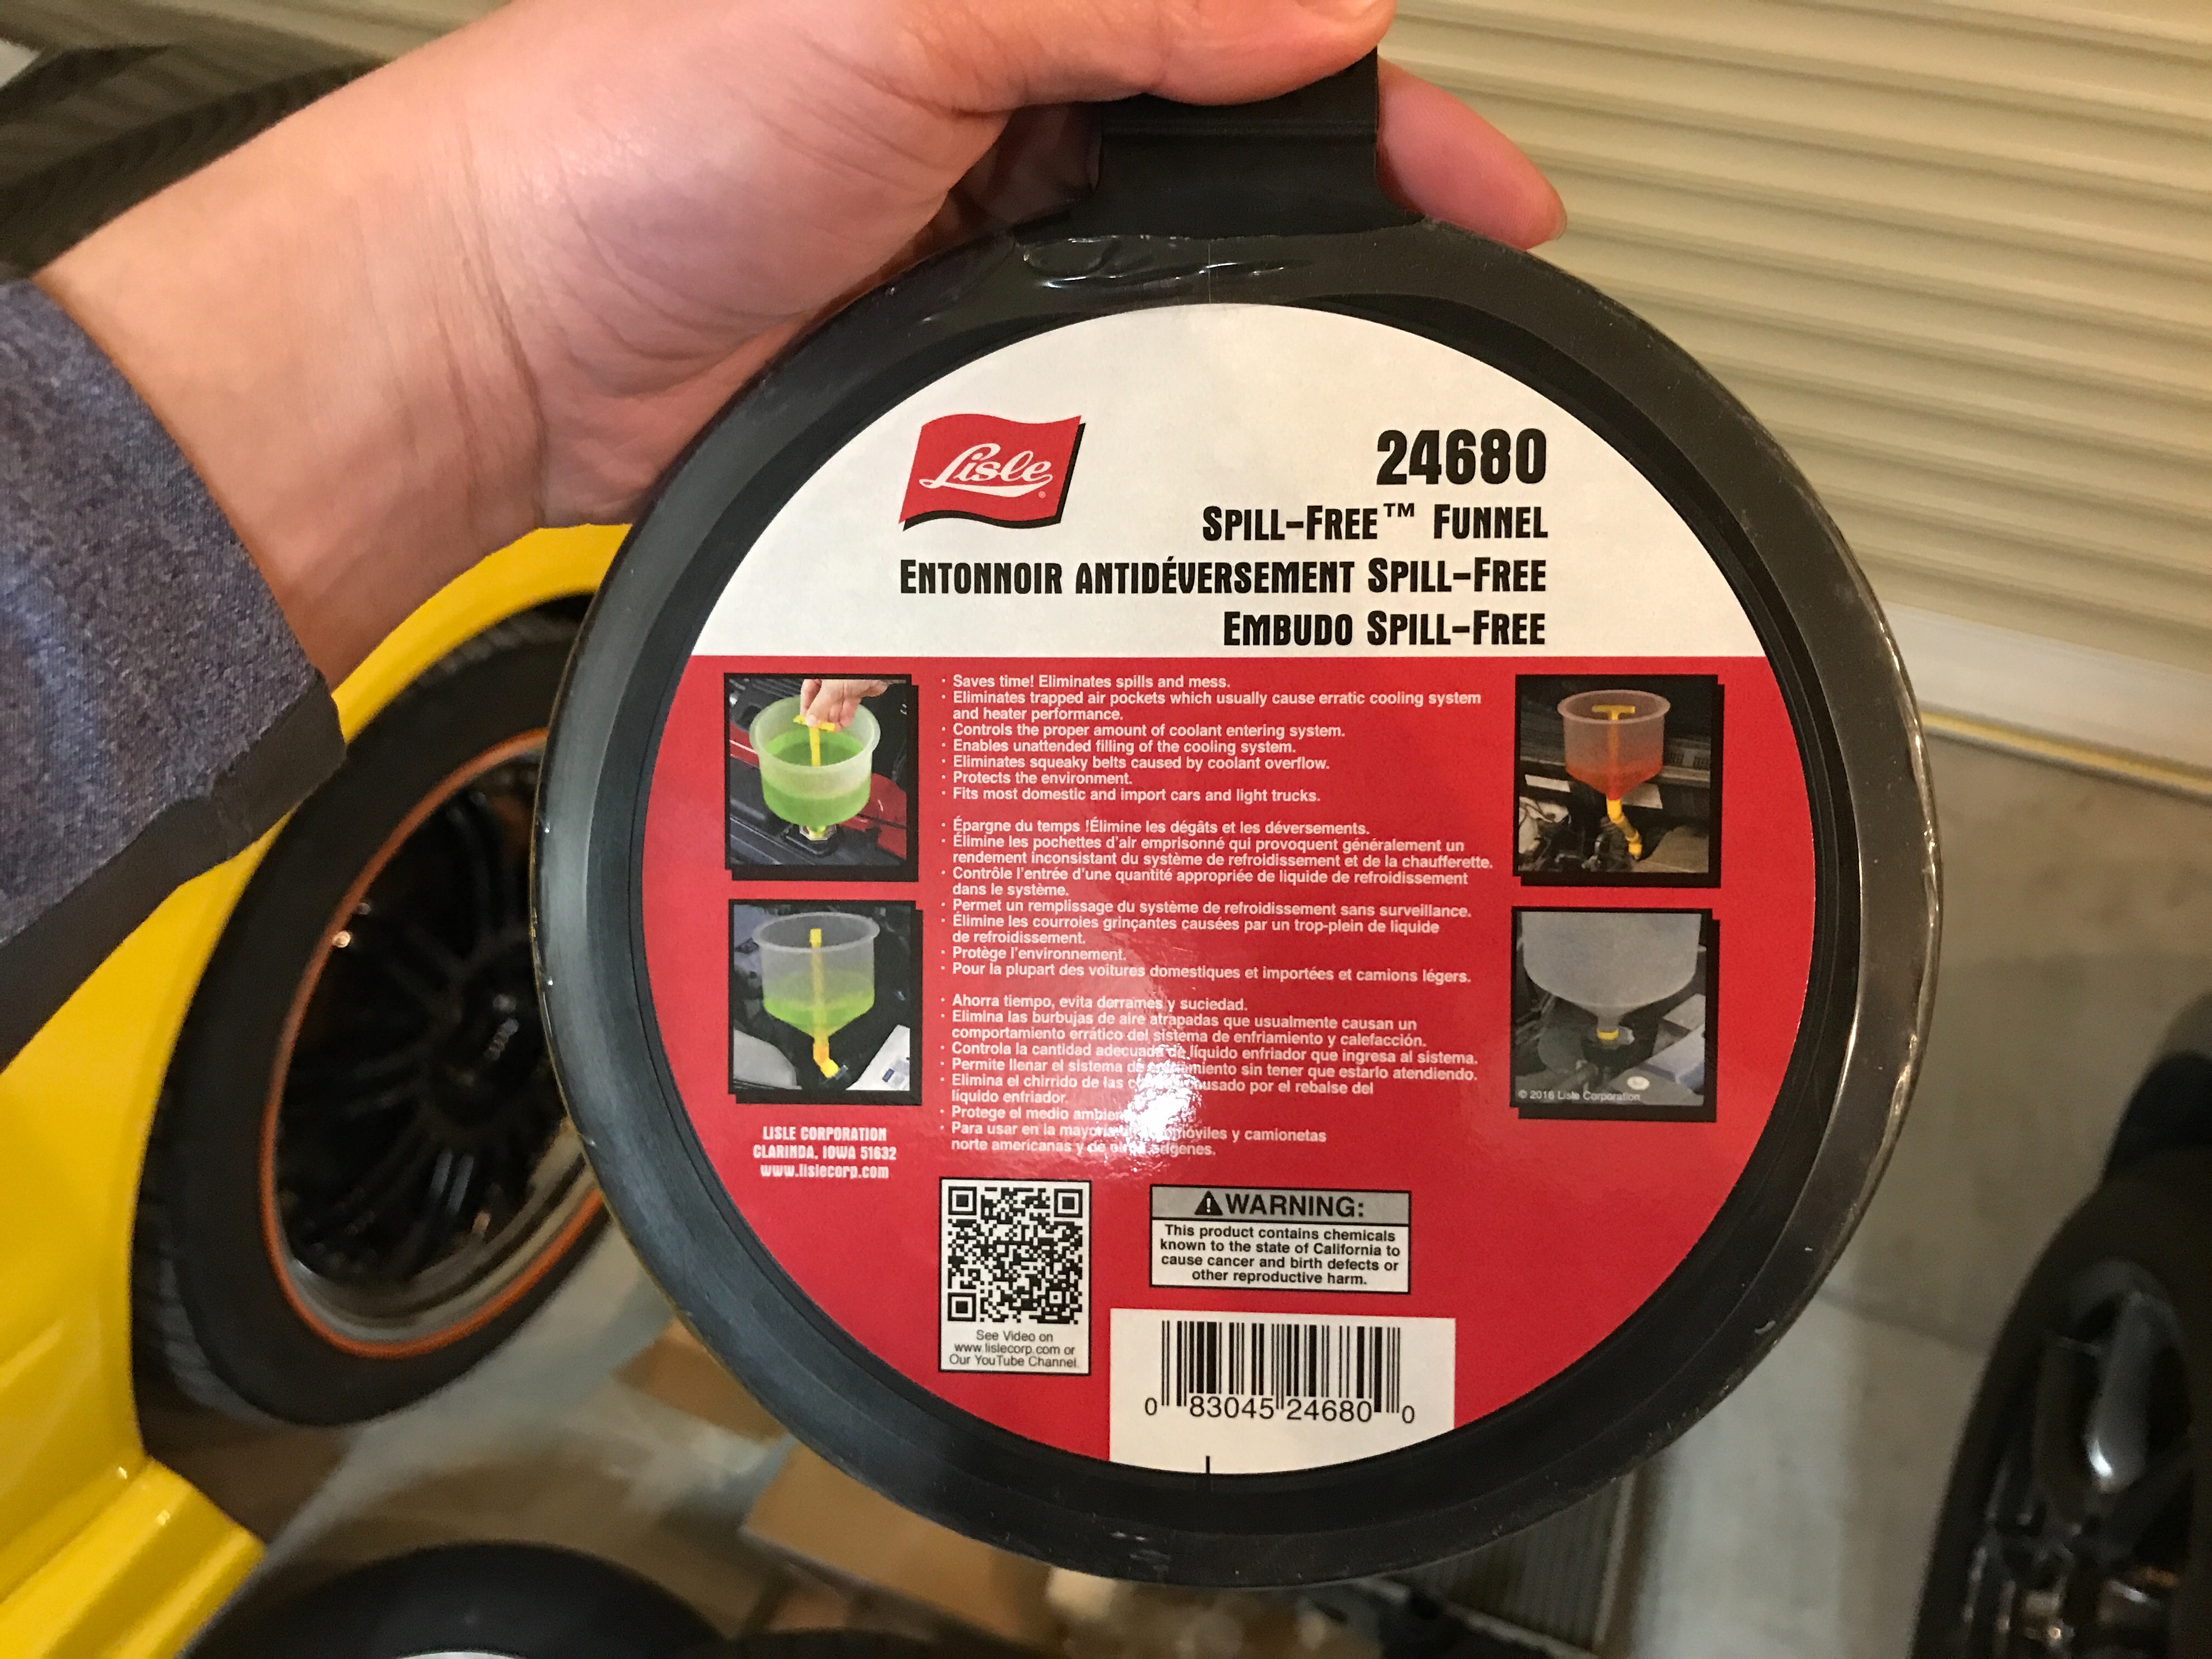 Lisle
24680
SPILL-FREE™ FUNNEL
ENTONNOIR ANTIDÉVERSEMENT SPILL-FREE
EMBUDO SPILL-FREE
· Saves time! Eliminates spills and mess.
· Eliminates trapped air pockets which usually cause erratic cooling system
and heater performance.
· Controls the proper amount of coolant entering system.
· Enables unattended filling of the cooling system.
· Eliminates squeaky belts caused by coolant overflow.
· Protects the environment.
· Fits most domestic and import cars and light trucks.
· Épargne du temps !Élimine les dégâts et les déversements.
· Élimine les pochettes d'air emprisonné qui provoquent généralement un
rendement inconsistant du système de refroidissement et de la chaufferette.
· Contrôle l'entrée d'une quantité appropriée de liquide de refroidissement
dans le système.
· Permet un remplissage du système de refroidissement sans surveillance.
· Élimine les courroies grinçantes causées par un trop-plein de liquide
de refroidissement.
· Protège l'environnement.
· Pour la plupart des voitures domestiques et importées et camions légers.
· Ahorra tiempo, evita derrames y suciedad.
· Elimina las burbujas de aire atrapadas que usualmente causan un
comportamiento errático del sistema de enfriamiento y calefacción.
· Controla la cantidad adecuada de líquido enfriador que ingresa al sistema.
· Permite llenar el sistema de sin tener que estarlo atendiendo.
· Elimina el chirrido de las por el rebalse del
líquido enfriador.
· Protege el medio
· Para usar en la y camionetas
norte americanas y de
© 2016 Lisle Corporation
LISLE CORPORATION
CLARINDA, IOWA 51632
www.lislecorp.com
See Video on
www.lislecorp.com or
Our YouTube Channel.
WARNING:
This product contains chemicals
known to the state of California to
cause cancer and birth defects or
other reproductive harm.
0 83045 24680 0